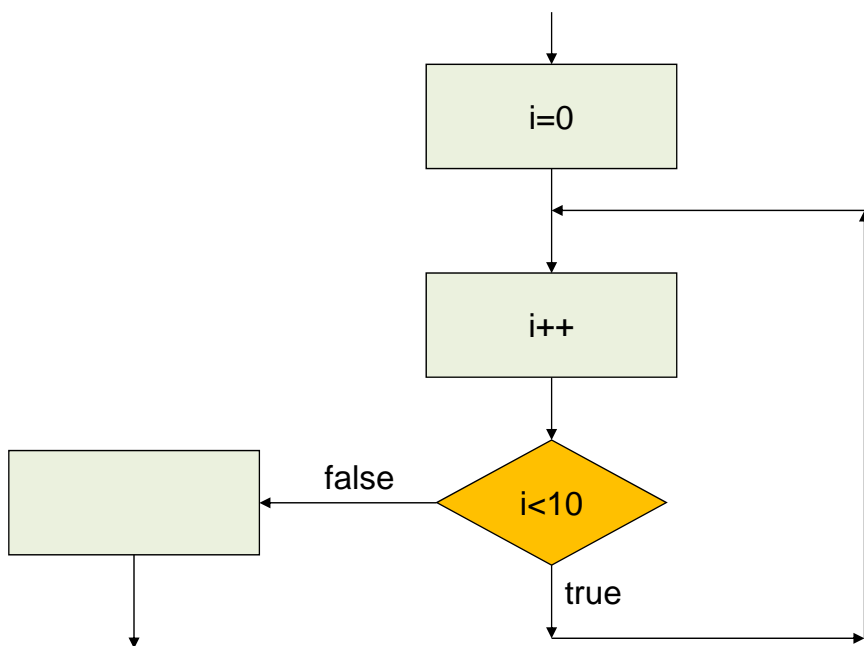 i=0
i++
false
i<10
true